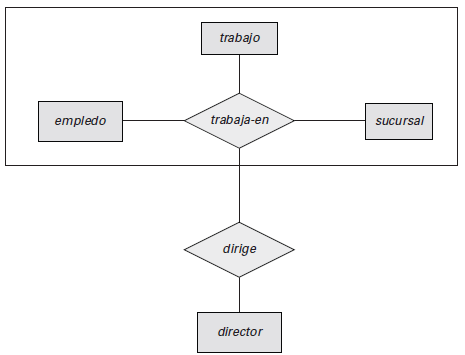 trabajo
empledo
trabaja-en
sucursal
dirige
director